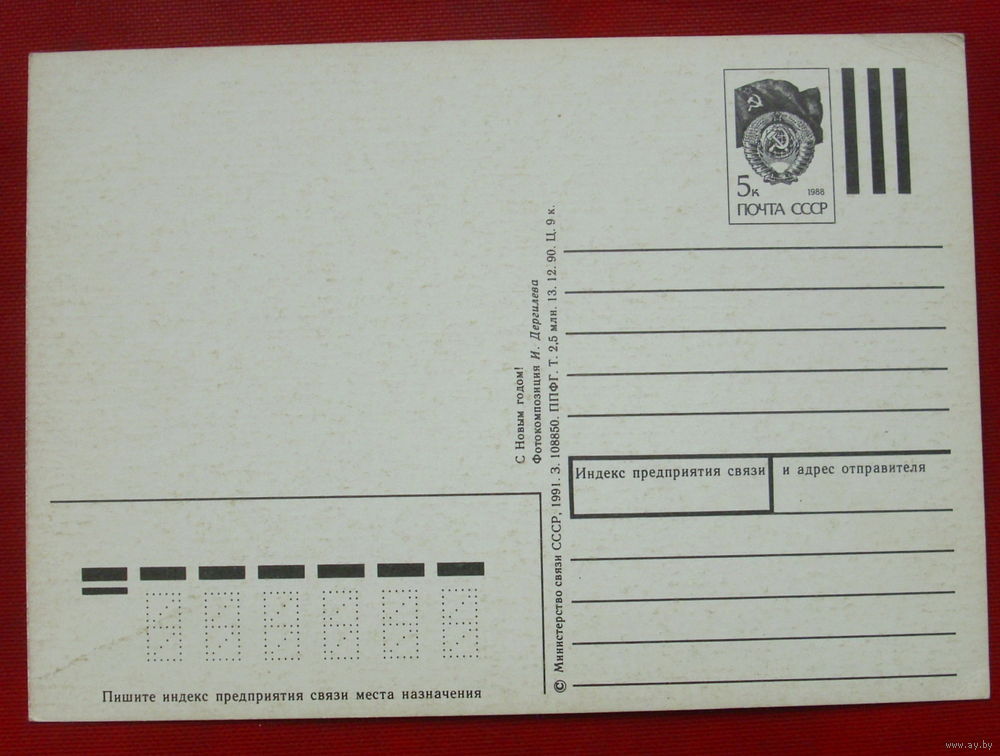 5к
1988
ПОЧТА СССР
С Новым годом!
Фотокомпозиция И. Дергилева
© Министерство связи СССР, 1991. З. 108850. ППФГ. Т. 2,5 млн. 13. 12. 90. Ц. 9 к.
Индекс предприятия связи
и адрес отправителя
Пишите индекс предприятия связи места назначения
www.ay.by